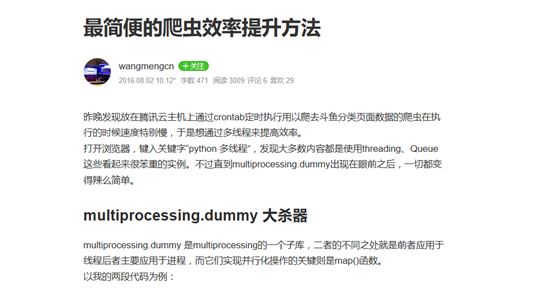 最简便的爬虫效率提升方法
wangmengcn +关注
2016.08.02 10:12* 字数 471 阅读 3009 评论 6 喜欢 29
昨晚发现放在腾讯云主机上通过crontab定时执行用以爬去斗鱼分类页面数据的爬虫在执
行的时候速度特别慢，于是想通过多线程来提高效率。
打开浏览器，键入关键字"python 多线程"，发现大多数内容都是使用threading、Queue
这些看起来很笨重的实例。不过直到multiprocessing.dummy出现在眼前之后，一切都变
得辣么简单。
multiprocessing.dummy 大杀器
multiprocessing.dummy 是multiprocessing的一个子库，二者的不同之处就是前者应用于
线程后者主要应用于进程，而它们实现并行化操作的关键则是map()函数。
以我的两段代码为例：